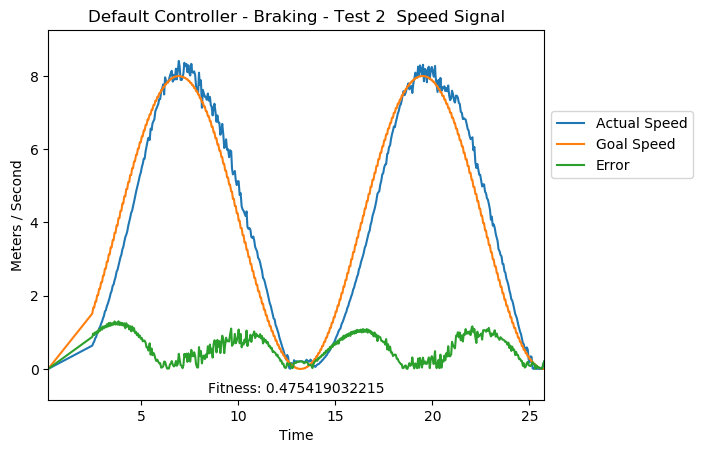 Default Controller - Braking - Test 2  Speed Signal
Meters / Second
8
6
4
2
0
Actual Speed
Goal Speed
Error
Fitness: 0.475419032215
5 10 15 20 25
Time